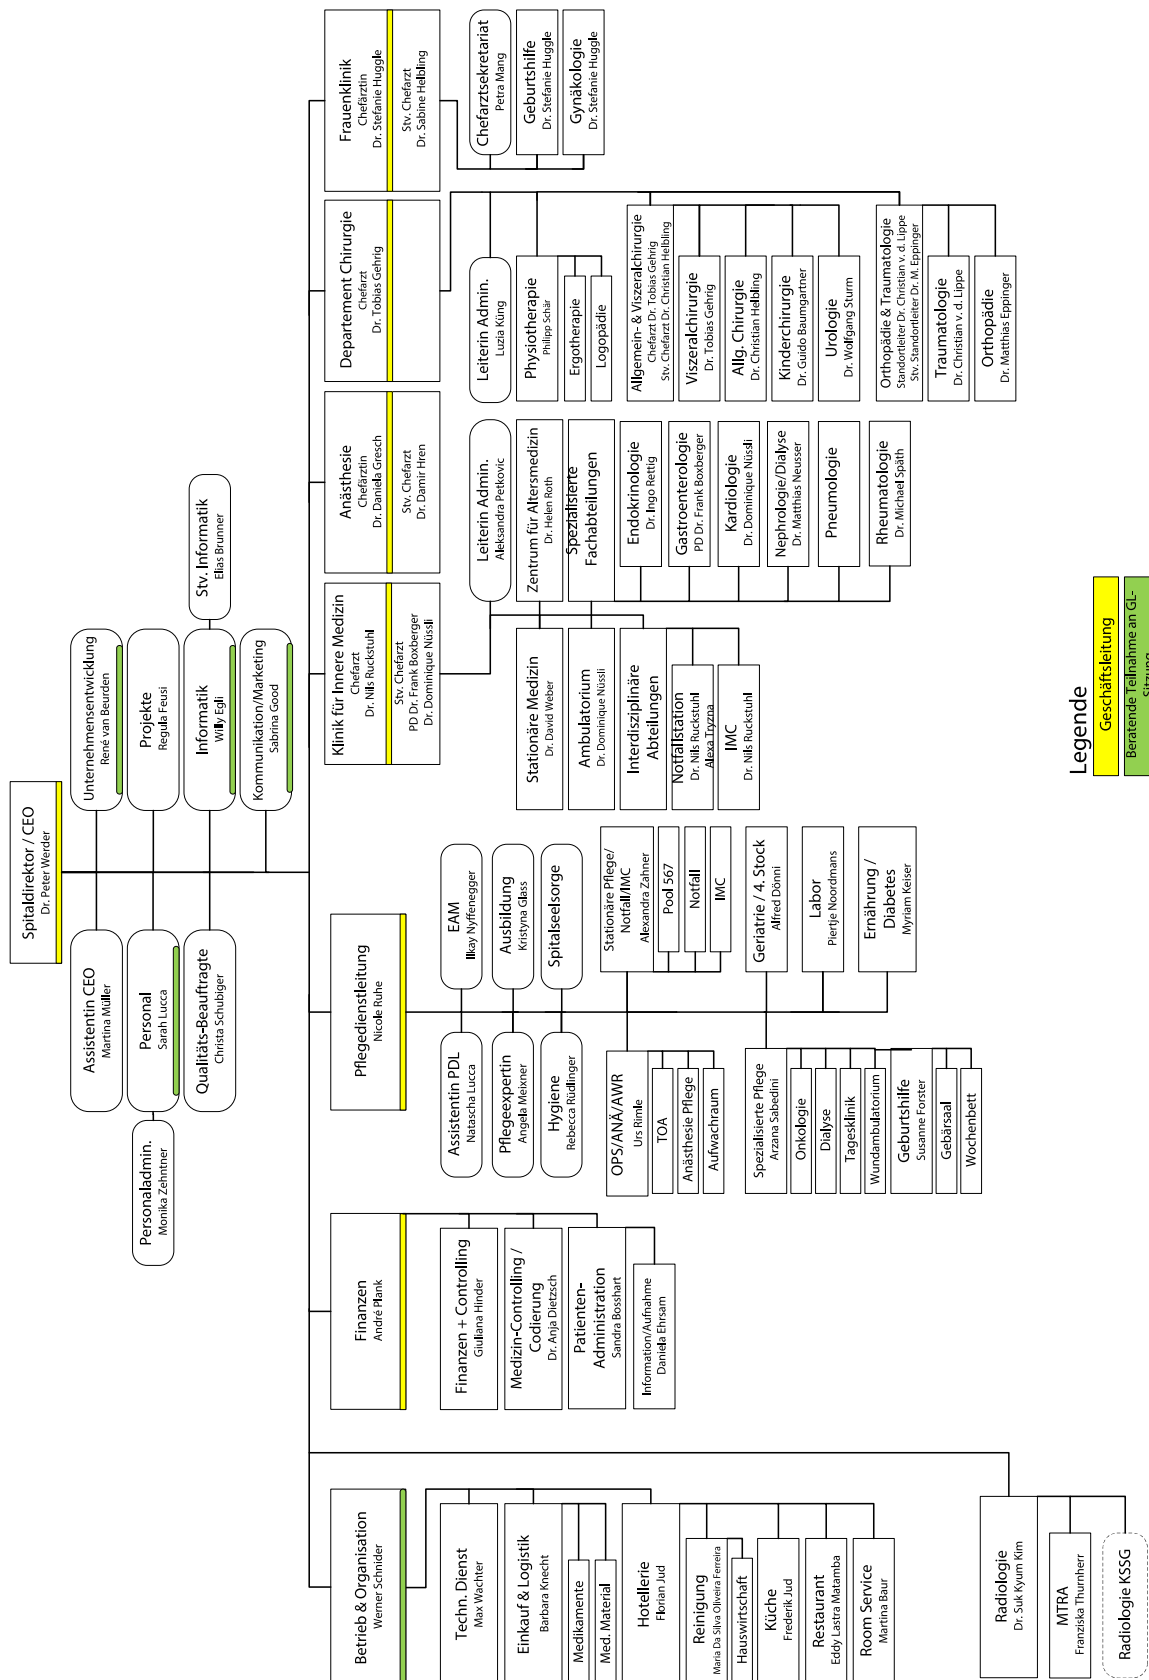 Spitaldirektor / CEO
Dr. Peter Werder
Assistentin CEO
Martina Müller
Unternehmensentwicklung
René van Beurden
Personaladmin.
Monika Zehntner
Personal
Sarah Lucca
Projekte
Regula Feusi
Qualitäts-Beauftragte
Christa Schubiger
Informatik
Willy Egli
Stv. Informatik
Elias Brunner
Kommunikation/Marketing
Sabrina Good
Betrieb & Organisation
Werner Schnider
Techn. Dienst
Max Wachter
Einkauf & Logistik
Barbara Knecht
Medikamente
Med. Material
Hotellerie
Florian Jud
Reinigung
Maria Da Silva Oliveira Ferreira
Hauswirtschaft
Küche
Frederik Jud
Restaurant
Eddy Lastra Matamba
Room Service
Martina Baur
Radiologie
Dr. Suk Kyum Kim
MTRA
Franziska Thurnherr
Radiologie KSSG
Finanzen
André Plank
Finanzen + Controlling
Giuliana Hinder
Medizin-Controlling /
Codierung
Dr. Anja Dietzsch
Patienten-
Administration
Sandra Bosshart
Information/Aufnahme
Daniela Ehrsam
Pflegedienstleitung
Nicole Ruhe
Assistentin PDL
Natascha Lucca
EAM
Ilkay Nyffenegger
Pflegeexpertin
Angela Meixner
Ausbildung
Kristyna Glass
Hygiene
Rebecca Rüdlinger
Spitalseelsorge
OPS/ANÄ/AWR
Urs Rimle
TOA
Anästhesie Pflege
Aufwachraum
Stationäre Pflege/
Notfall/IMC
Alexandra Zahner
Pool 567
Notfall
IMC
Spezialisierte Pflege
Arzana Sabedini
Onkologie
Dialyse
Tagesklinik
Wundambulatorium
Geburtshilfe
Susanne Forster
Gebärsaal
Wochenbett
Geriatrie / 4. Stock
Alfred Dönni
Labor
Piertje Noordmans
Ernährung /
Diabetes
Myriam Keiser
Klinik für Innere Medizin
Chefarzt
Dr. Nils Ruckstuhl
Stv. Chefarzt
PD Dr. Frank Boxberger
Dr. Dominique Nüssli
Leiterin Admin.
Aleksandra Petkovic
Stationäre Medizin
Dr. David Weber
Zentrum für Altersmedizin
Dr. Helen Roth
Ambulatorium
Dr. Dominique Nüssli
Spezialisierte
Fachabteilungen
Interdisziplinäre
Abteilungen
Notfallstation
Dr. Nils Ruckstuhl
Alexa Tryzna
IMC
Dr. Nils Ruckstuhl
Endokrinologie
Dr. Ingo Rettig
Gastroenterologie
PD Dr. Frank Boxberger
Kardiologie
Dr. Dominique Nüssli
Nephrologie/Dialyse
Dr. Matthias Neusser
Pneumologie
Rheumatologie
Dr. Michael Späth
Anästhesie
Chefärztin
Dr. Daniela Gresch
Stv. Chefarzt
Dr. Damir Hren
Departement Chirurgie
Chefarzt
Dr. Tobias Gehrig
Leiterin Admin.
Luzia Küng
Physiotherapie
Philipp Schär
Ergotherapie
Logopädie
Allgemein- & Viszeralchirurgie
Chefarzt Dr. Tobias Gehrig
Stv. Chefarzt Dr. Christian Helbling
Viszeralchirurgie
Dr. Tobias Gehrig
Allg. Chirurgie
Dr. Christian Helbling
Kinderchirurgie
Dr. Guido Baumgartner
Urologie
Dr. Wolfgang Sturm
Orthopädie & Traumatologie
Standortleiter Dr. Christian v. d. Lippe
Stv. Standortleiter Dr. M. Eppinger
Traumatologie
Dr. Christian v. d. Lippe
Orthopädie
Dr. Matthias Eppinger
Frauenklinik
Chefärztin
Dr. Stefanie Huggle
Stv. Chefarzt
Dr. Sabine Helbling
Chefarztsekretariat
Petra Mang
Geburtshilfe
Dr. Stefanie Huggle
Gynäkologie
Dr. Stefanie Huggle
Legende
Geschäftsleitung
Beratende Teilnahme an GL-
Sitzung